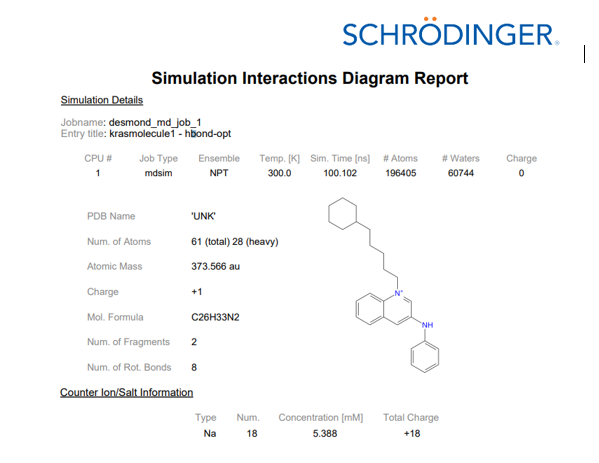 SCHRÖDINGER.
Simulation Interactions Diagram Report
Simulation Details
Jobname: desmond_md_job_1
Entry title: krasmolecule1 - hbond-opt
CPU # Job Type Ensemble Temp. [K] Sim. Time [ns] # Atoms # Waters Charge
1 mdsim NPT 300.0 100.102 196405 60744 0
PDB Name 'UNK'
Num. of Atoms 61 (total) 28 (heavy)
Atomic Mass 373.566 au
Charge +1
Mol. Formula C26H33N2
Num. of Fragments 2
Num. of Rot. Bonds 8
N+
NH
Counter Ion/Salt Information
Type Num. Concentration [mM] Total Charge
Na 18 5.388 +18